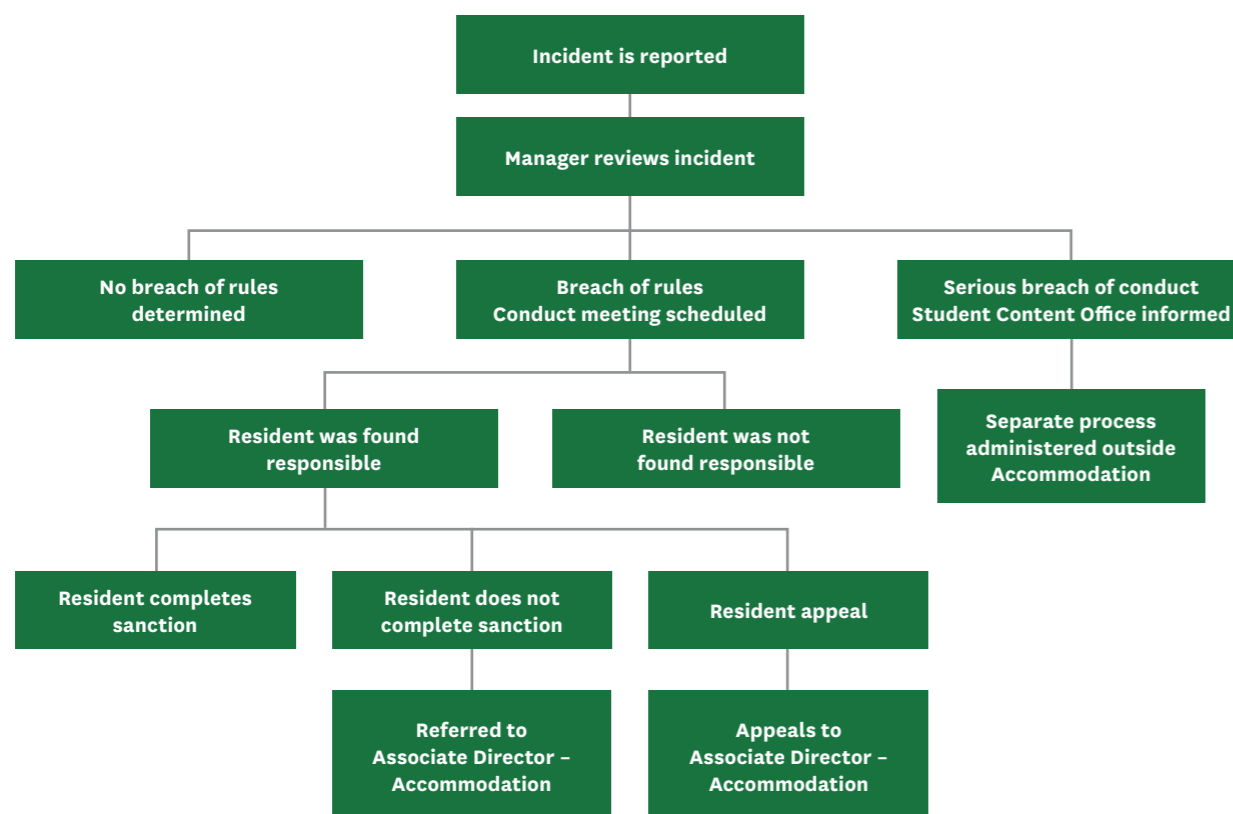 Incident is reported
Manager reviews incident
No breach of rules
determined
Breach of rules
Conduct meeting scheduled
Serious breach of conduct
Student Content Office informed
Separate process
administered outside
Accommodation
Resident was found
responsible
Resident was not
found responsible
Resident completes
sanction
Resident does not
complete sanction
Resident appeal
Referred to
Associate Director –
Accommodation
Appeals to
Associate Director –
Accommodation